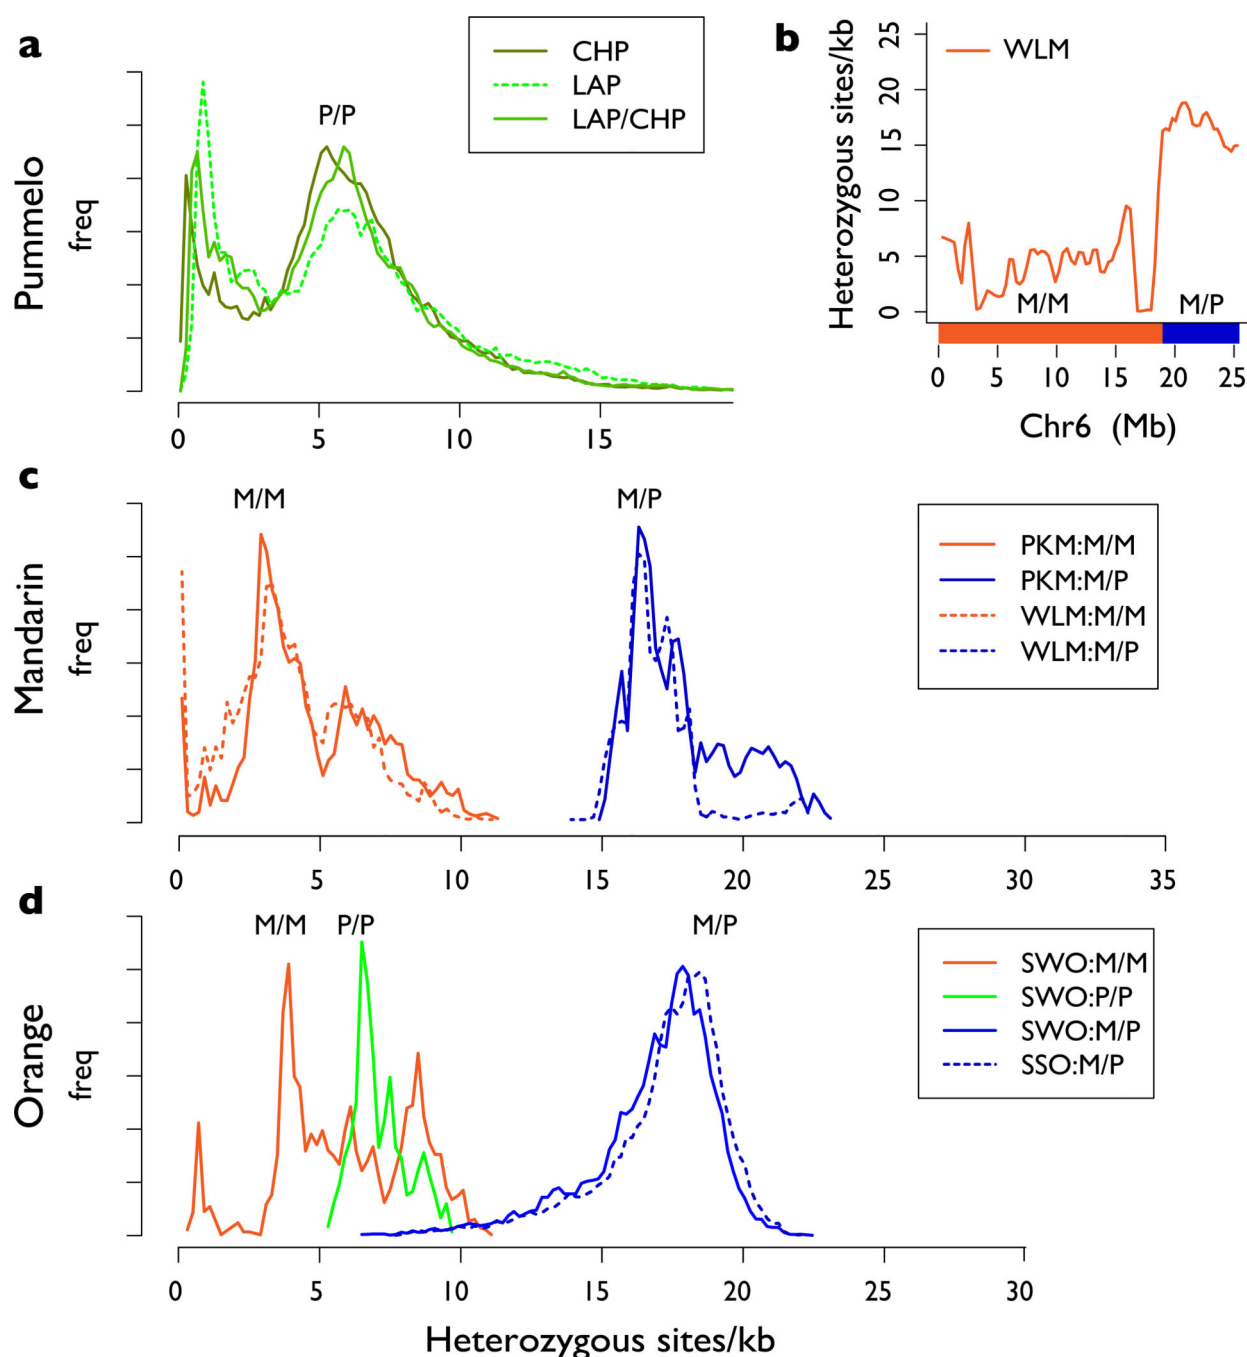 a
CHP
LAP
LAP/CHP
P/P
Pummelo
freq
0 5 10 15
b
WLM
Heterozygous sites/kb
0 5 10 15 20 25
M/M M/P
0 5 10 15 20 25
Chr6 (Mb)
c
M/M M/P
PKM:M/M
PKM:M/P
WLM:M/M
WLM:M/P
Mandarin
freq
0 5 10 15 20 25 30 35
d
M/M P/P M/P
SWO:M/M
SWO:P/P
SWO:M/P
SSO:M/P
Orange
freq
0 5 10 15 20 25 30
Heterozygous sites/kb